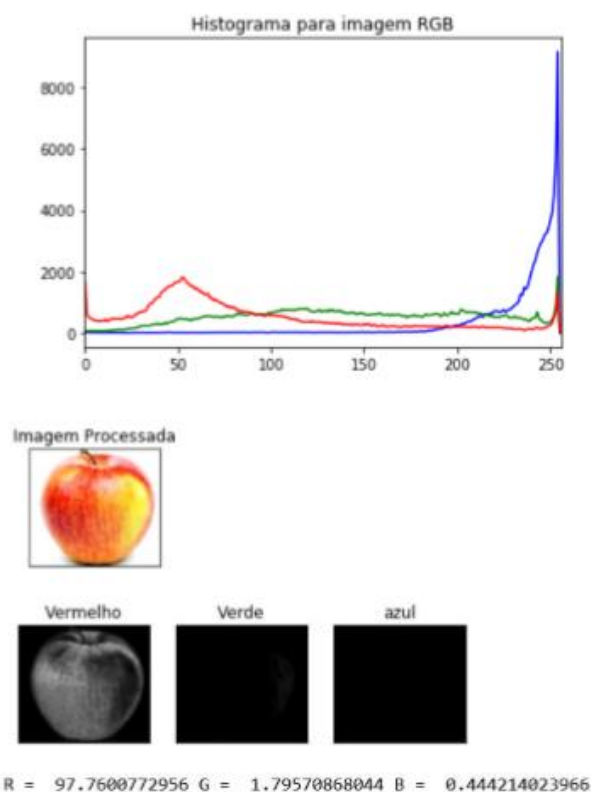 Histograma para imagem RGB
8000
6000
4000
2000
0
0 50 100 150 200 250
Imagem Processada
Vermelho Verde azul
R = 97.7600772956 G = 1.79570868044 B = 0.444214023966